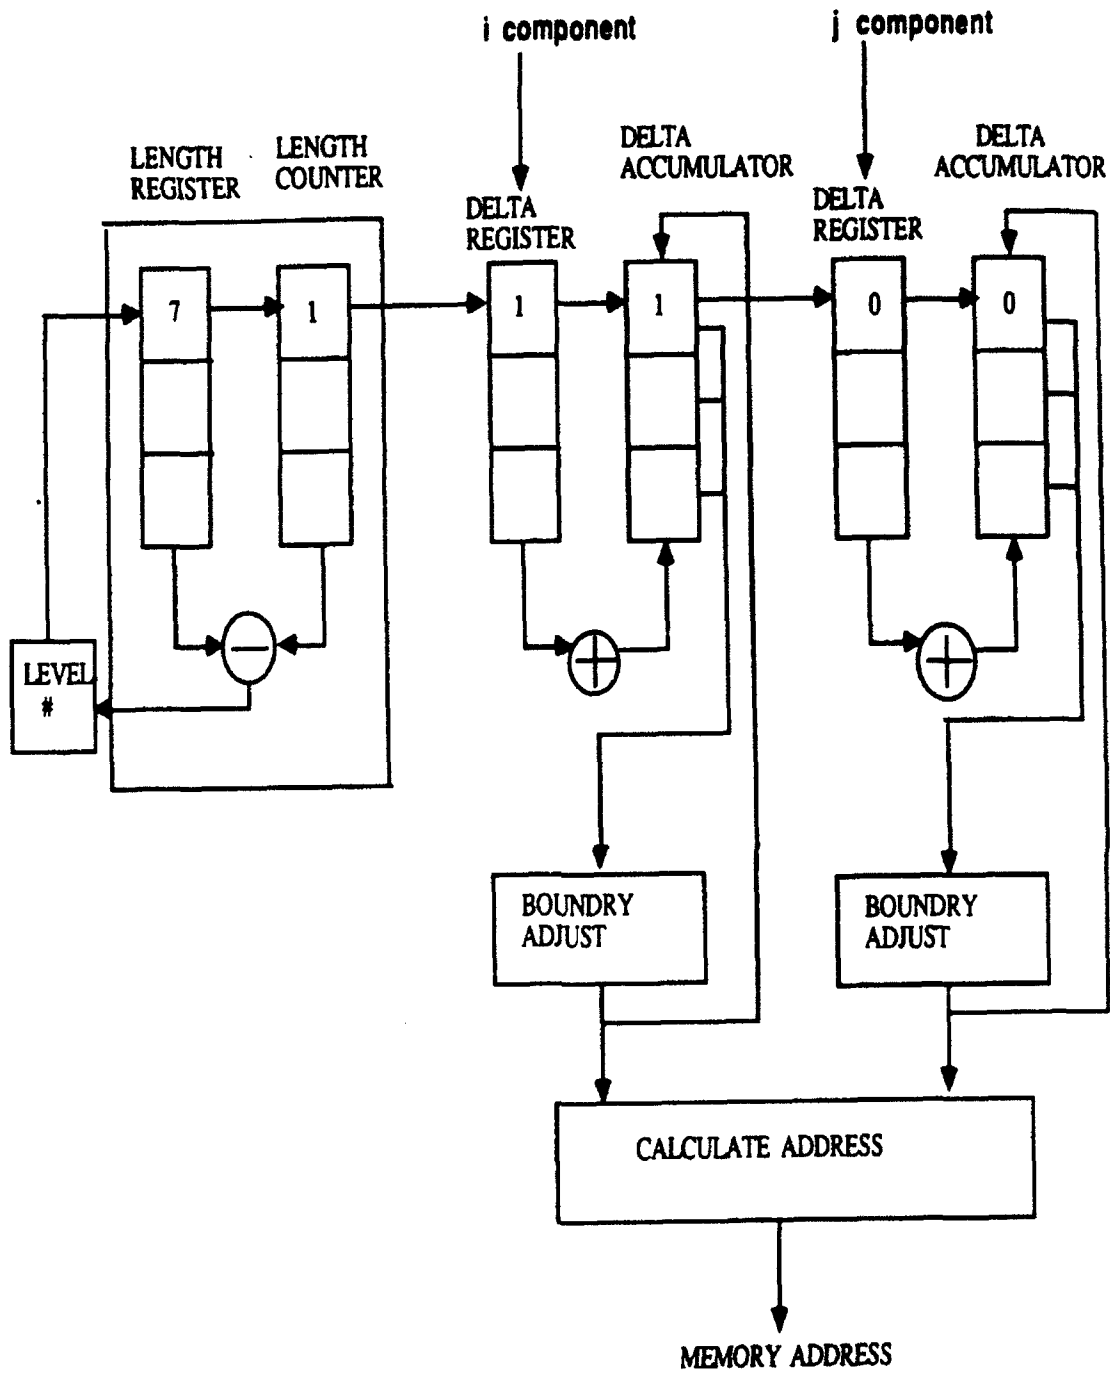 i component
j component
LENGTH
REGISTER
LENGTH
COUNTER
DELTA
REGISTER
DELTA
ACCUMULATOR
DELTA
REGISTER
DELTA
ACCUMULATOR
7
1
1
1
0
0
−
+
+
LEVEL
#
BOUNDRY
ADJUST
BOUNDRY
ADJUST
CALCULATE ADDRESS
MEMORY ADDRESS